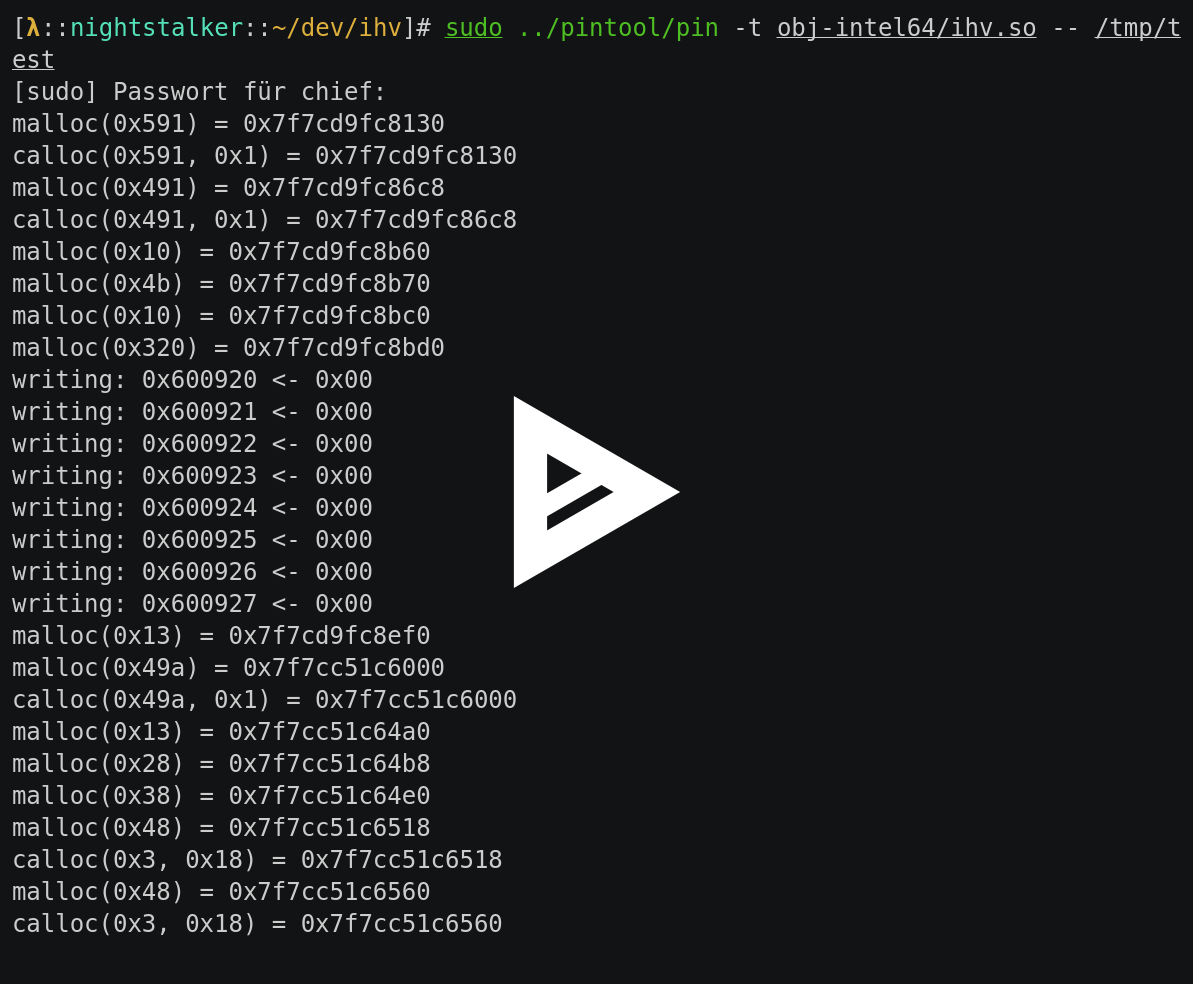 [λ::nightstalker::~/dev/ihv]# sudo ../pintool/pin -t obj-intel64/ihv.so -- /tmp/t
est
[sudo] Passwort für chief:
malloc(0x591) = 0x7f7cd9fc8130
calloc(0x591, 0x1) = 0x7f7cd9fc8130
malloc(0x491) = 0x7f7cd9fc86c8
calloc(0x491, 0x1) = 0x7f7cd9fc86c8
malloc(0x10) = 0x7f7cd9fc8b60
malloc(0x4b) = 0x7f7cd9fc8b70
malloc(0x10) = 0x7f7cd9fc8bc0
malloc(0x320) = 0x7f7cd9fc8bd0
writing: 0x600920 <- 0x00
writing: 0x600921 <- 0x00
writing: 0x600922 <- 0x00
writing: 0x600923 <- 0x00
writing: 0x600924 <- 0x00
writing: 0x600925 <- 0x00
writing: 0x600926 <- 0x00
writing: 0x600927 <- 0x00
malloc(0x13) = 0x7f7cd9fc8ef0
malloc(0x49a) = 0x7f7cc51c6000
calloc(0x49a, 0x1) = 0x7f7cc51c6000
malloc(0x13) = 0x7f7cc51c64a0
malloc(0x28) = 0x7f7cc51c64b8
malloc(0x38) = 0x7f7cc51c64e0
malloc(0x48) = 0x7f7cc51c6518
calloc(0x3, 0x18) = 0x7f7cc51c6518
malloc(0x48) = 0x7f7cc51c6560
calloc(0x3, 0x18) = 0x7f7cc51c6560